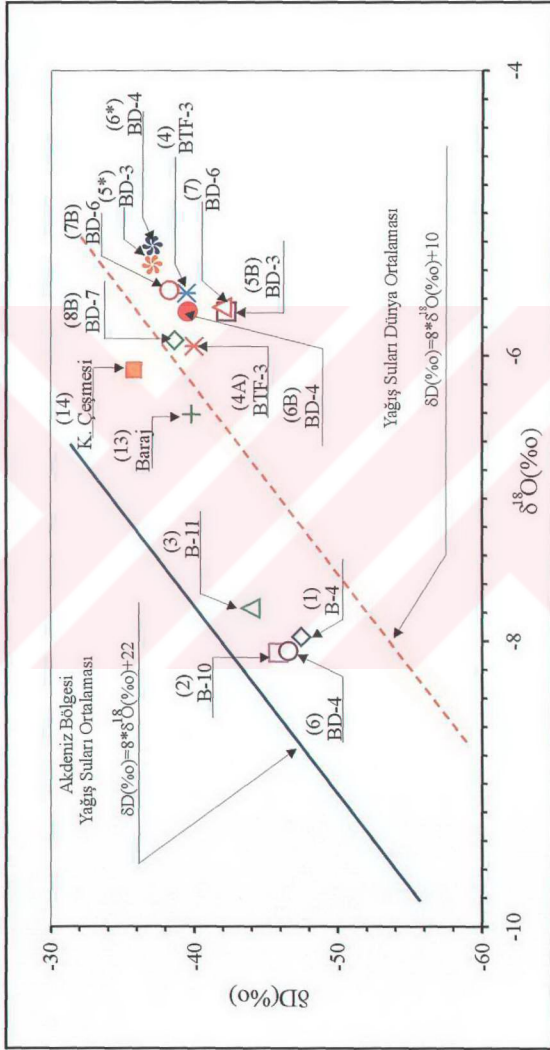 -30
-40
-50
-60
δD(‰)
-10
-8
-6
-4
δ18O(‰)
Akdeniz Bölgesi
Yağış Suları Ortalaması
δD(‰)=8*δ18O(‰)+22
(2)
B-10
(6)
BD-4
(1)
B-4
(3)
B-11
(13)
Baraj
(14)
K. Çeşmesi
(8B)
BD-7
(7B)
BD-6
(5*)
BD-3
(6*)
BD-4
(4)
BTF-3
(7)
BD-6
(5B)
BD-3
(4A)
BTF-3
(6B)
BD-4
Yağış Suları Dünya Ortalaması
δD(‰)=8*δ18O(‰)+10